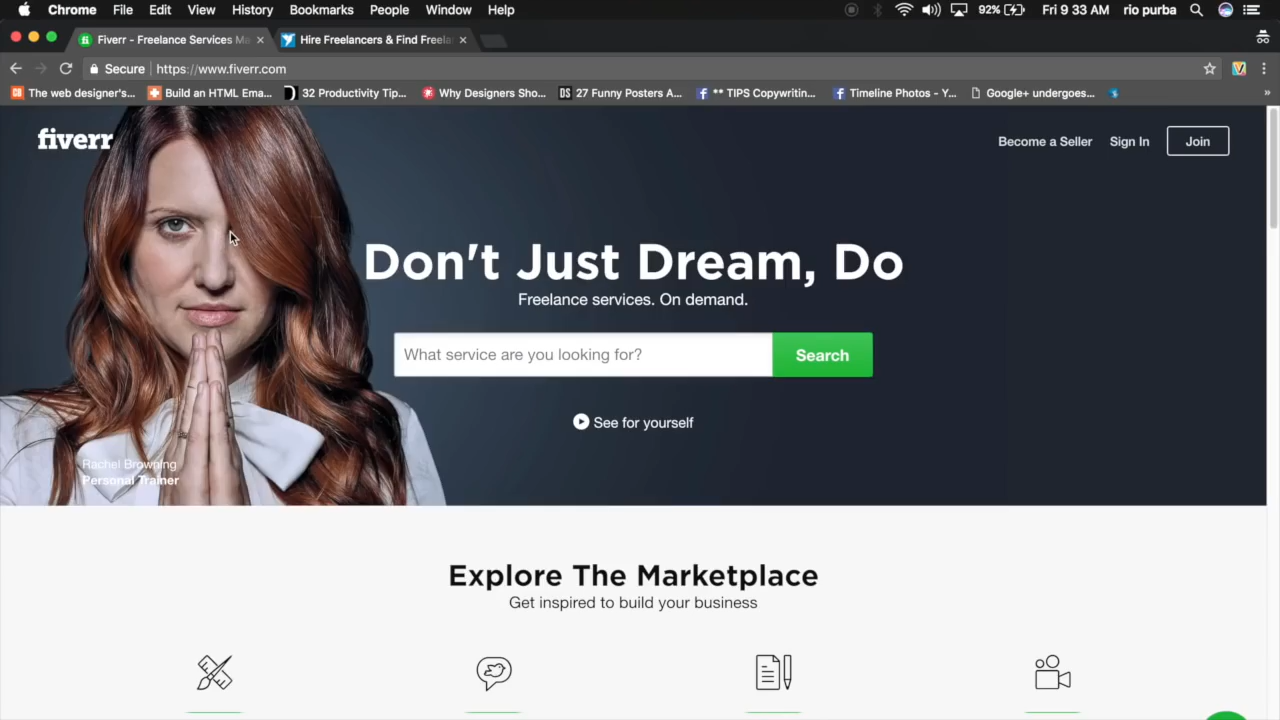 Chrome File Edit View History Bookmarks People Window Help 92% Fri 9 33 AM rio purba
Fiverr - Freelance Services Ma Hire Freelancers & Find Freela
Secure https://www.fiverr.com
The web designer's... Build an HTML Ema... 32 Productivity Tip... Why Designers Sho... 27 Funny Posters A... ** TIPS Copywritin... Timeline Photos - Y... Google+ undergoes... »
fiverr
Become a Seller Sign In Join
Don't Just Dream, Do
Freelance services. On demand.
What service are you looking for? Search
See for yourself
Rachel Browning
Personal Trainer
Explore The Marketplace
Get inspired to build your business